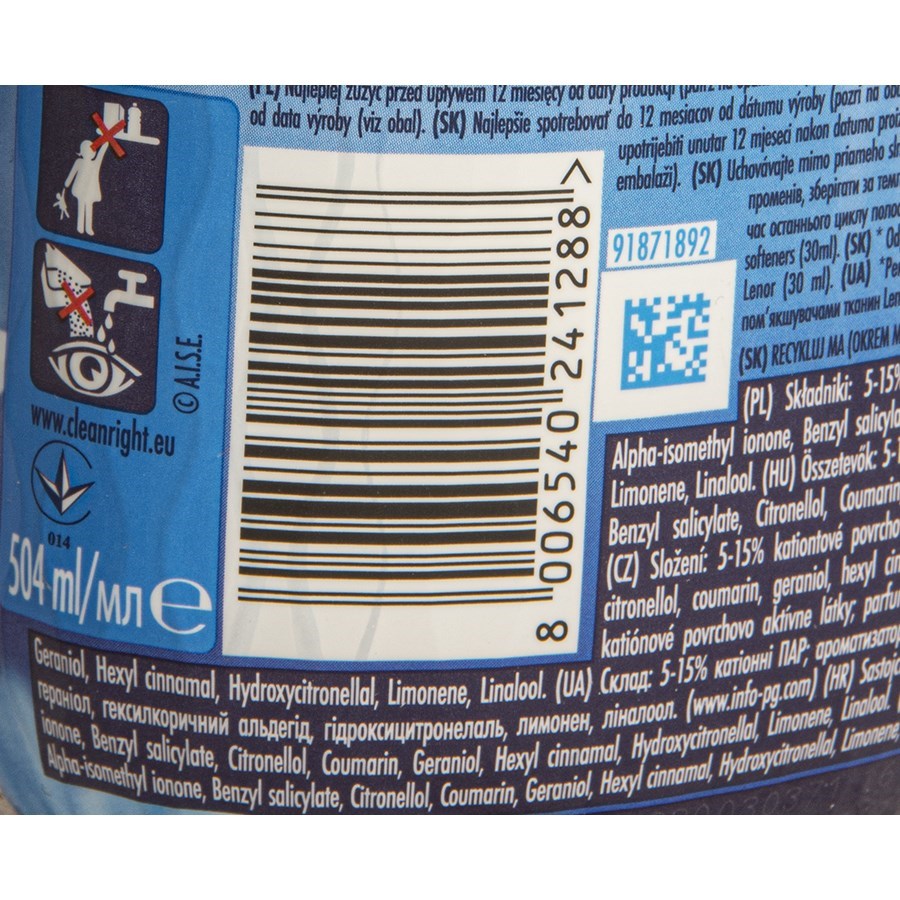 (PL) Najlepiej zużyć przed upływem 12 miesięcy od daty produkcji
od data výroby (viz obal). (SK) Najlepšie spotrebovať do 12 mesiacov od dátumu výroby (pozri na
upotrijebiti unutar 12 mjeseci nakon datuma
embalaži). (SK) Uchovávajte mimo priameho
променів, зберігати за
час останнього циклу
softeners (30ml). (SK) *
Lenor (30 ml). (UA) *
пом'якшувачами тканин
(SK) RECYKLUJ MA (OKREM
91871892
8 006540 241288 >
© A.I.S.E.
www.cleanright.eu
014
504 ml/мл e
(PL) Składniki: 5-15%
Alpha-isomethyl ionone, Benzyl
Limonene, Linalool. (HU) Összetevők:
Benzyl salicylate, Citronellol, Coumarin
(CZ) Složení: 5-15% kationtové
citronellol, coumarin, geraniol, hexyl
katiónové povrchovo aktívne látky;
Geraniol, Hexyl cinnamal, Hydroxycitronellal, Limonene, Linalool. (UA) Склад: 5-15% катіонні ПАР;
гераніол, гексилкоричний альдегід, гідроксицитронелаль, лимонен, ліналоол. (www.info-pg.com) (HR)
ionone, Benzyl salicylate, Citronellol, Coumarin, Geraniol, Hexyl cinnamal, Hydroxycitronellal, Limonene, Linalool.
Alpha-isomethyl ionone, Benzyl salicylate, Citronellol, Coumarin, Geraniol, Hexyl cinnamal, Hydroxycitronellal,